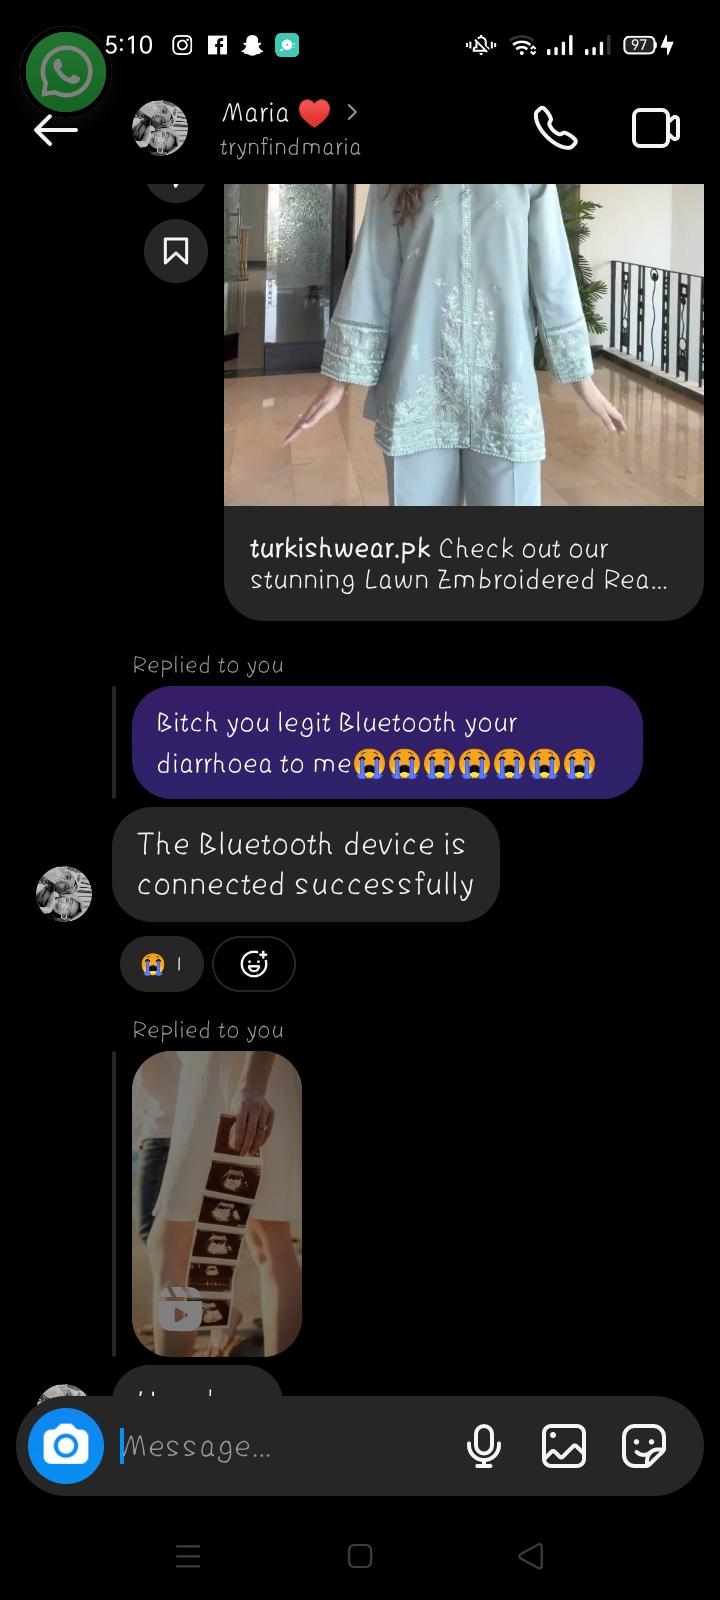 5:10
97
Maria ❤️ >
trynfindmaria
turkishwear.pk Check out our
stunning Lawn Embroidered Rea...
Replied to you
Bitch you legit Bluetooth your
diarrhoea to me😭😭😭😭😭😭😭
The Bluetooth device is
connected successfully
😭 1
Replied to you
Message...